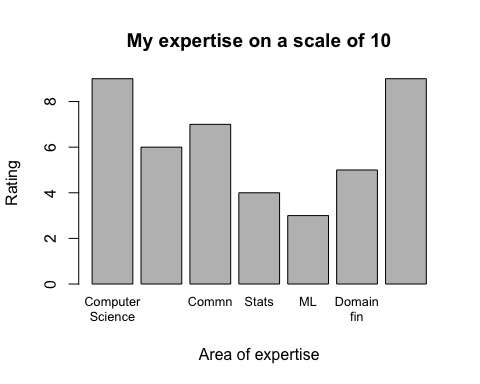 My expertise on a scale of 10
Rating
8
6
4
2
0
Computer
Science
Commn
Stats
ML
Domain
fin
Area of expertise